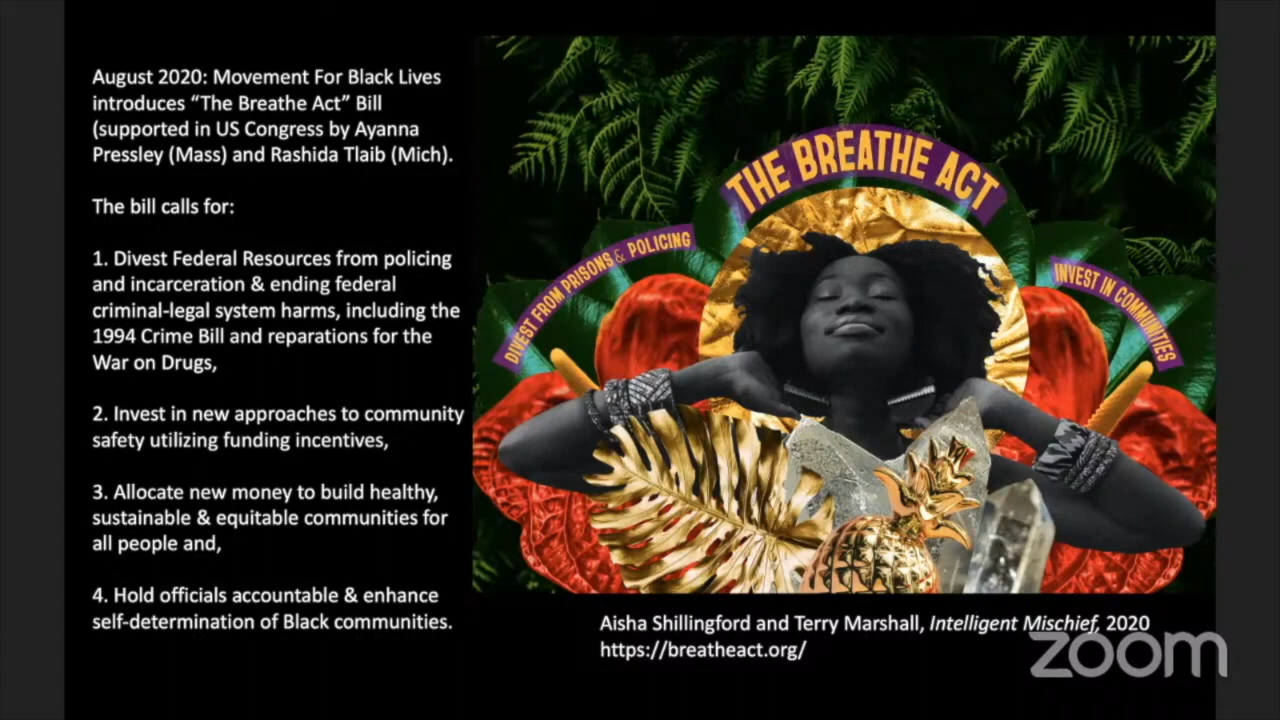 August 2020: Movement For Black Lives
introduces “The Breathe Act” Bill
(supported in US Congress by Ayanna
Pressley (Mass) and Rashida Tlaib (Mich).
The bill calls for:
1. Divest Federal Resources from policing
and incarceration & ending federal
criminal-legal system harms, including the
1994 Crime Bill and reparations for the
War on Drugs,
2. Invest in new approaches to community
safety utilizing funding incentives,
3. Allocate new money to build healthy,
sustainable & equitable communities for
all people and,
4. Hold officials accountable & enhance
self-determination of Black communities.
THE BREATHE ACT
DIVEST FROM PRISONS & POLICING
INVEST IN COMMUNITIES
Aisha Shillingford and Terry Marshall, Intelligent Mischief, 2020
https://breatheact.org/
zoom